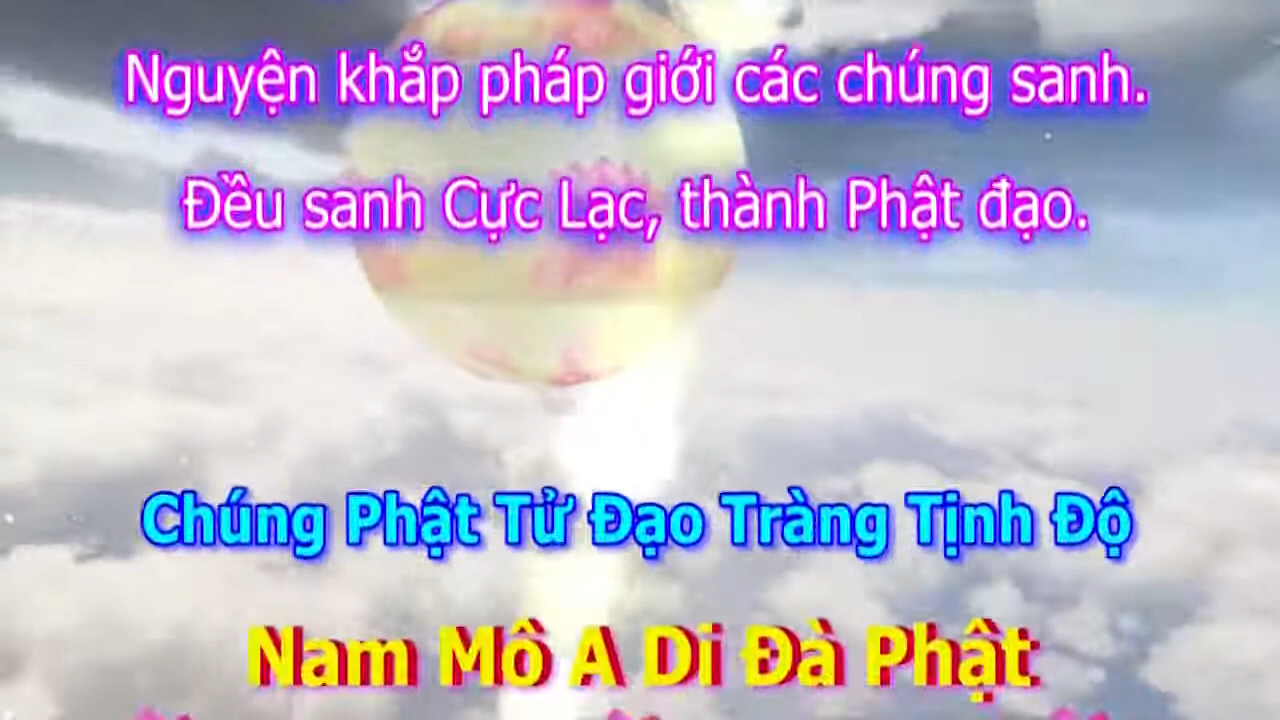 Nguyện khắp pháp giới các chúng sanh.
Đều sanh Cực Lạc, thành Phật đạo.
Chúng Phật Tử Đạo Tràng Tịnh Độ
Nam Mô A Di Đà Phật